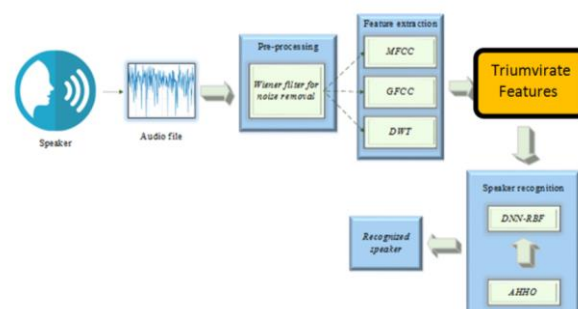 Speaker
Audio file
Pre-processing
Wiener filter for
noise removal
Feature extraction
MFCC
GFCC
DWT
Triumvirate
Features
Speaker recognition
DNN-RBF
AHHO
Recognized
speaker